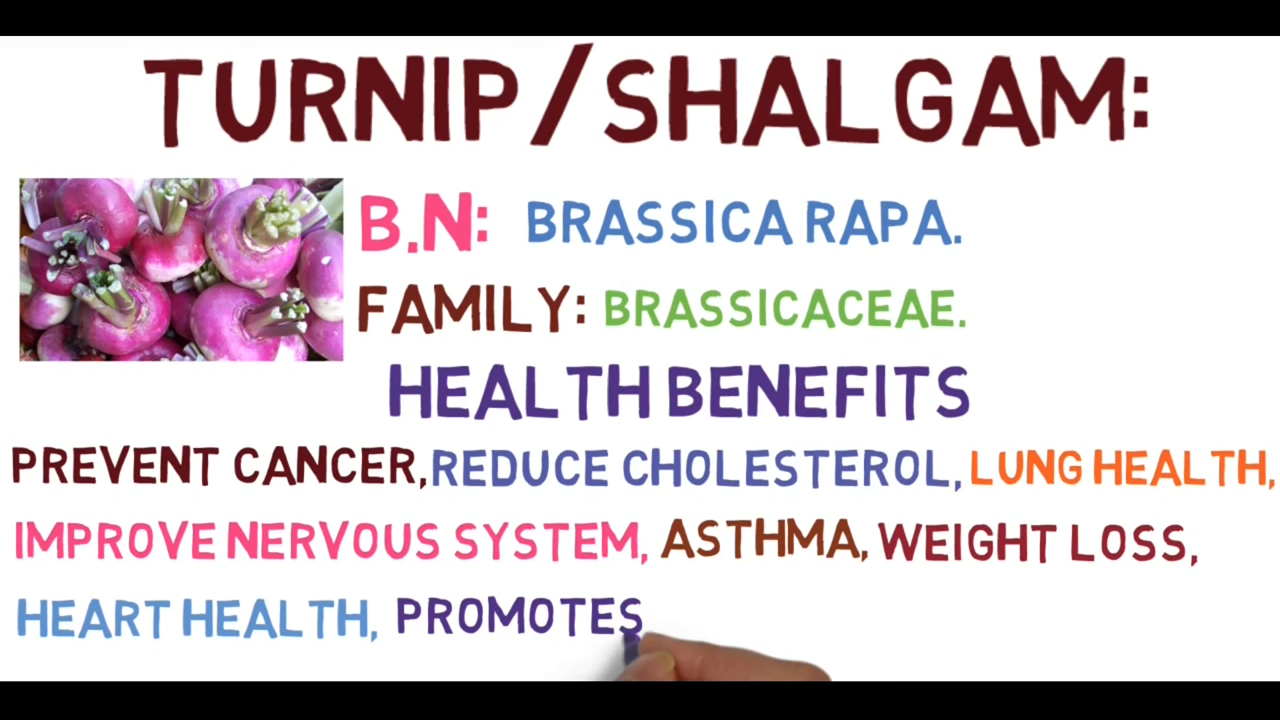 TURNIP/SHALGAM:
B.N: BRASSICA RAPA.
FAMILY: BRASSICACEAE.
HEALTH BENEFITS
PREVENT CANCER, REDUCE CHOLESTEROL, LUNG HEALTH,
IMPROVE NERVOUS SYSTEM, ASTHMA, WEIGHT LOSS,
HEART HEALTH, PROMOTES